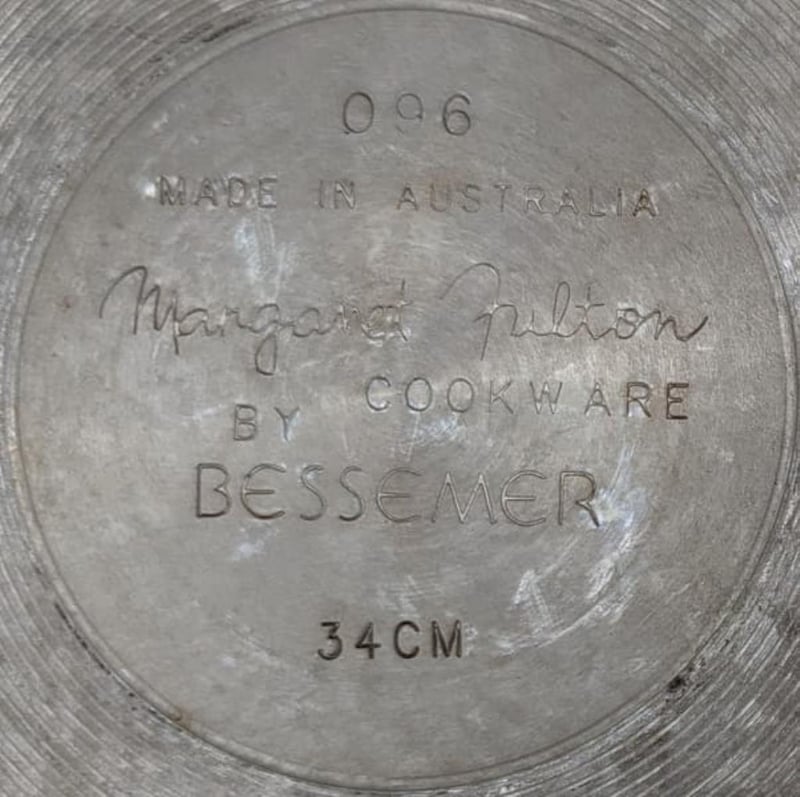 096
MADE IN AUSTRALIA
Margaret Fulton
COOKWARE
BY
BESSEMER
34CM